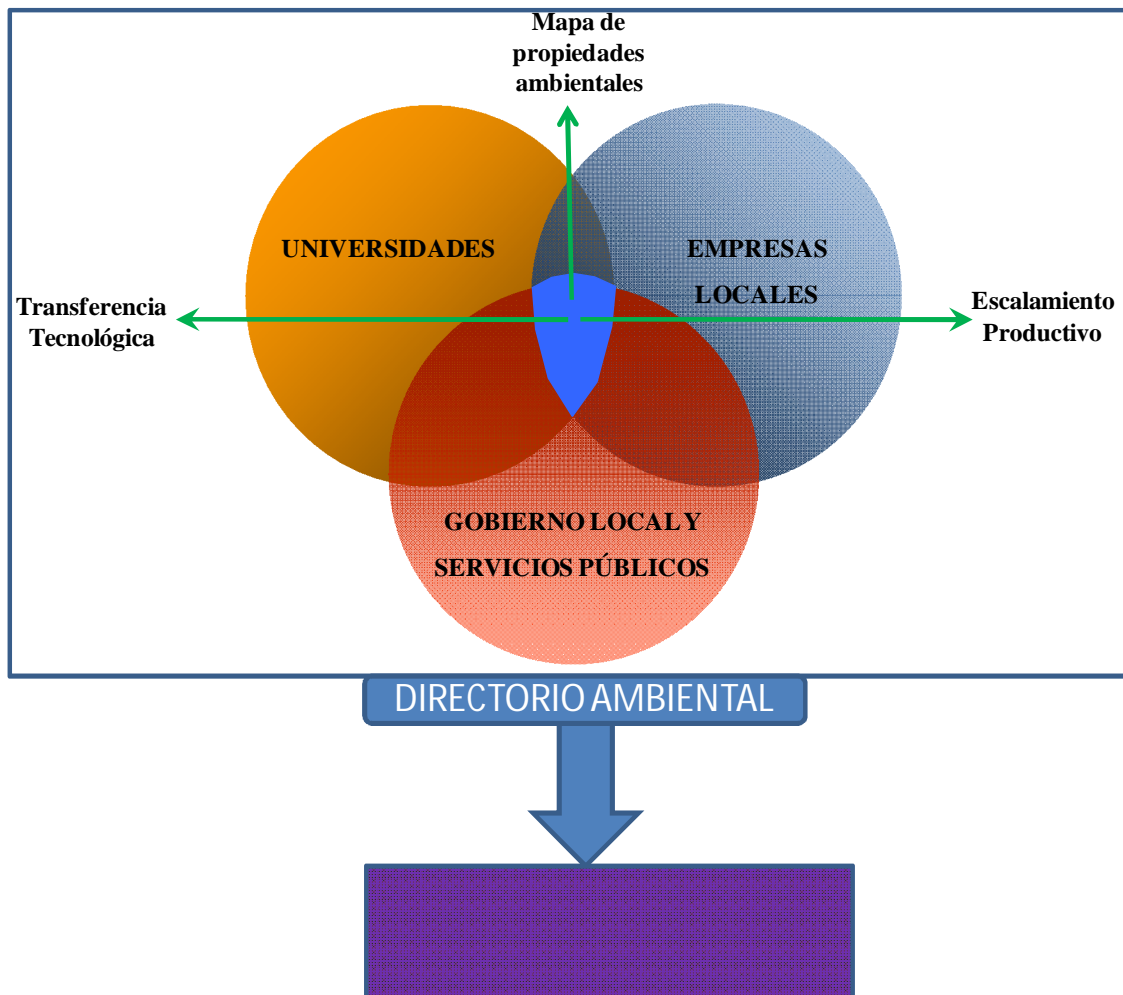 Mapa de
propiedades
ambientales
UNIVERSIDADES
EMPRESAS
LOCALES
Transferencia
Tecnológica
Escalamiento
Productivo
GOBIERNO LOCAL Y
SERVICIOS PÚBLICOS
DIRECTORIO AMBIENTAL